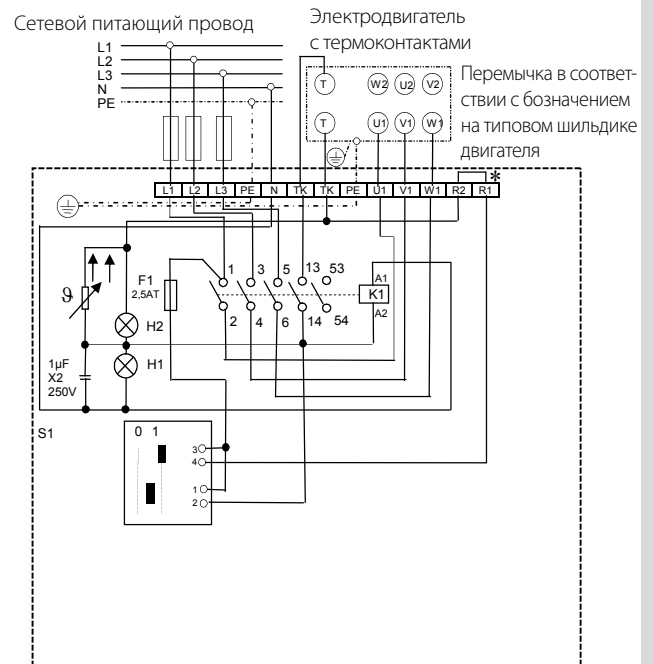 Сетевой питающий провод
Электродвигатель
с термоконтактами
L1
L2
L3
N
PE
T
W2
U2
V2
T
U1
V1
W1
Перемычка в соответ-
ствии с бозначением
на типовом шильдике
двигателя
L1 L2 L3 PE N TK TK PE U1 V1 W1 R2 R1 *
ϑ
F1
2,5AT
1 3 5 13 53
2 4 6 14 54
A1
K1
A2
H2
H1
1µF
X2
250V
S1
0 1
3
4
1
2